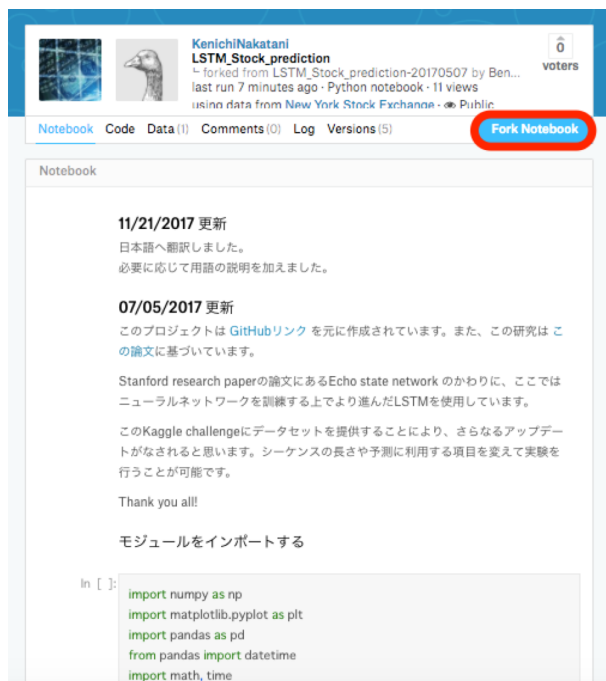 KenichiNakatani
LSTM_Stock_prediction
└ forked from LSTM_Stock_prediction-20170507 by Ben...
last run 7 minutes ago · Python notebook · 11 views
using data from New York Stock Exchange · Public
0
voters
Notebook Code Data (1) Comments (0) Log Versions (5) Fork Notebook
Notebook
11/21/2017 更新
日本語へ翻訳しました。
必要に応じて用語の説明を加えました。
07/05/2017 更新
このプロジェクトは GitHubリンク を元に作成されています。また、この研究は こ
の論文に基づいています。
Stanford research paperの論文にあるEcho state network のかわりに、ここでは
ニューラルネットワークを訓練する上でより進んだLSTMを使用しています。
このKaggle challengeにデータセットを提供することにより、さらなるアップデー
トがなされると思います。シーケンスの長さや予測に利用する項目を変えて実験を
行うことが可能です。
Thank you all!
モジュールをインポートする
In [ ]:
import numpy as np
import matplotlib.pyplot as plt
import pandas as pd
from pandas import datetime
import math, time